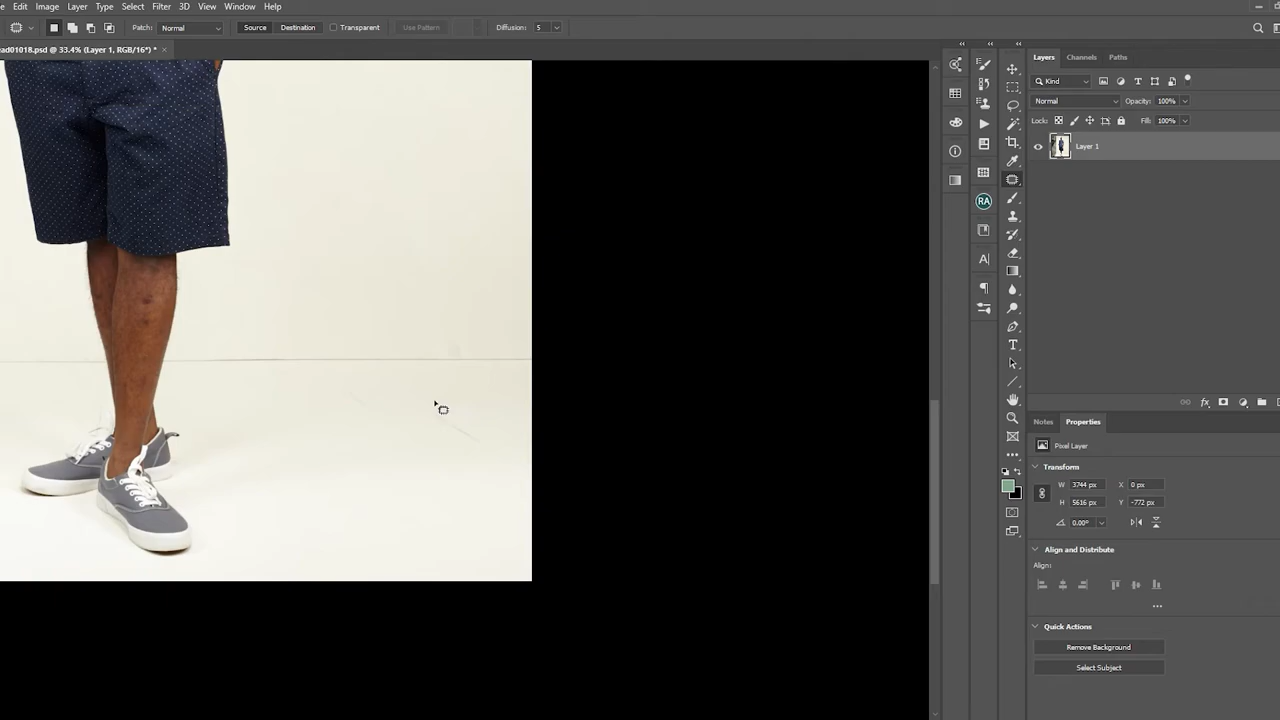 Edit Image Layer Type Select Filter 3D View Window Help
Patch: Normal Source Destination Transparent Use Pattern Diffusion: 5
ead01018.psd @ 33.4% (Layer 1, RGB/16*) * ×
Layers Channels Paths
Kind
Normal Opacity: 100%
Lock: Fill: 100%
Layer 1
RA
A|
T
fx
Notes Properties
Pixel Layer
Transform
W 3744 px X 0 px
H 5616 px Y -772 px
0.00°
Align and Distribute
Align:
Quick Actions
Remove Background
Select Subject